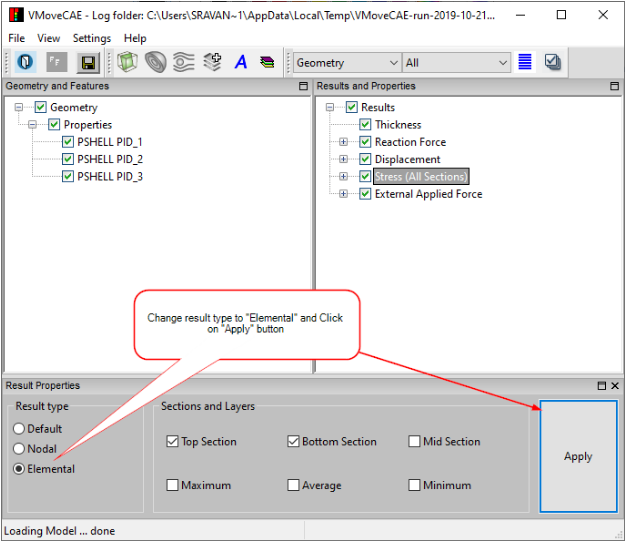 VMoveCAE - Log folder: C:\Users\SRAVAN~1\AppData\Local\Temp\VMoveCAE-run-2019-10-21...
File View Settings Help
A
Geometry
All
Geometry and Features
Geometry
Properties
PSHELL PID_1
PSHELL PID_2
PSHELL PID_3
Results and Properties
Results
Thickness
Reaction Force
Displacement
Stress (All Sections)
External Applied Force
Change result type to "Elemental" and Click
on "Apply" button
Result Properties
Result type
Default
Nodal
Elemental
Sections and Layers
Top Section
Bottom Section
Mid Section
Maximum
Average
Minimum
Apply
Loading Model ... done